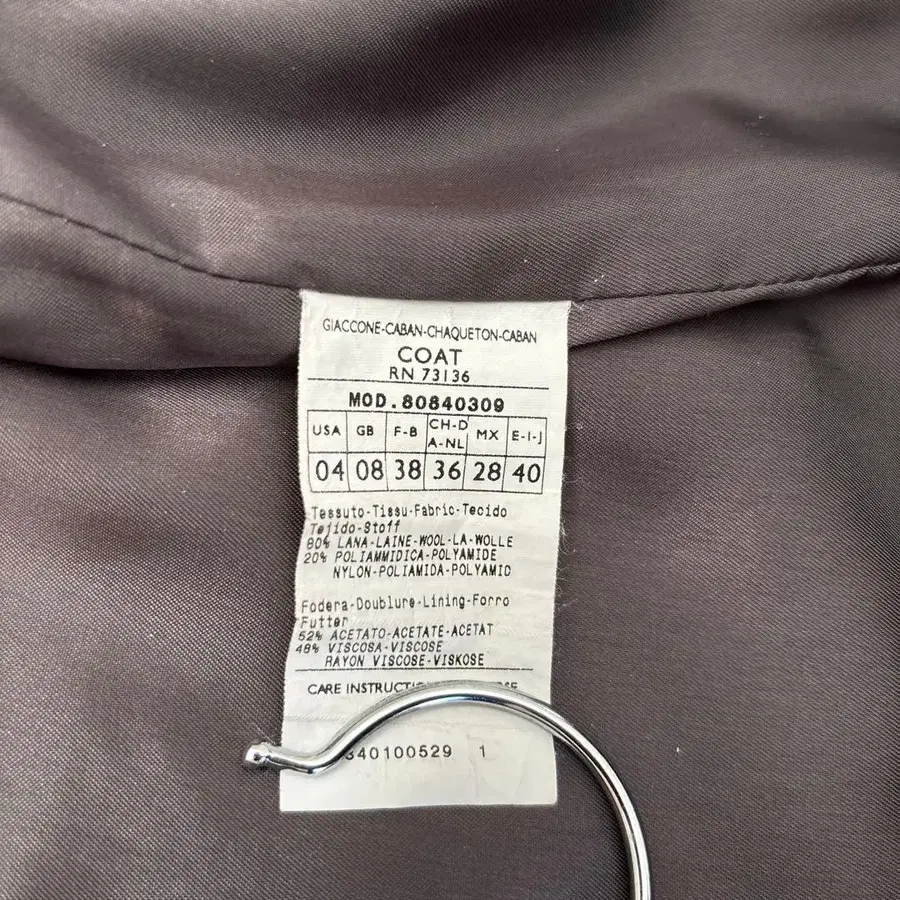 GIACCONE-CABAN-CHAQUETON-CABAN
COAT
RN 73136
MOD.80840309
USA GB F-B CH-D A-NL MX E-I-J
04 08 38 36 28 40
Tessuto-Tissu-Fabric-Tecido
Tejido-Stoff
80% LANA-LAINE-WOOL-LA-WOLLE
20% POLIAMMIDICA-POLYAMIDE
NYLON-POLIAMIDA-POLYAMID
Fodera-Doublure-Lining-Forro
Futter
52% ACETATO-ACETATE-ACETAT
48% VISCOSA-VISCOSE
RAYON VISCOSE-VISKOSE
CARE
340100529 1